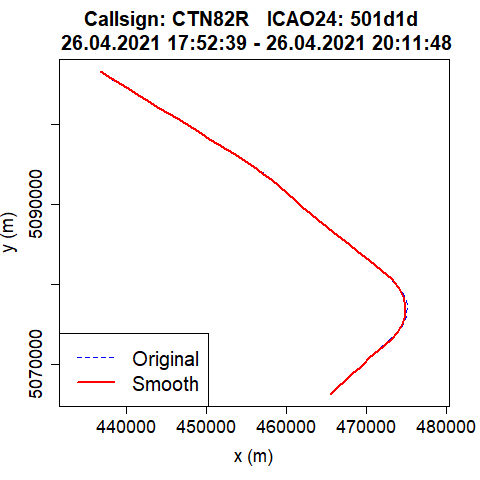 Callsign: CTN82R   ICAO24: 501d1d
26.04.2021 17:52:39 - 26.04.2021 20:11:48
y (m)
5090000
5070000
Original
Smooth
440000 450000 460000 470000 480000
x (m)